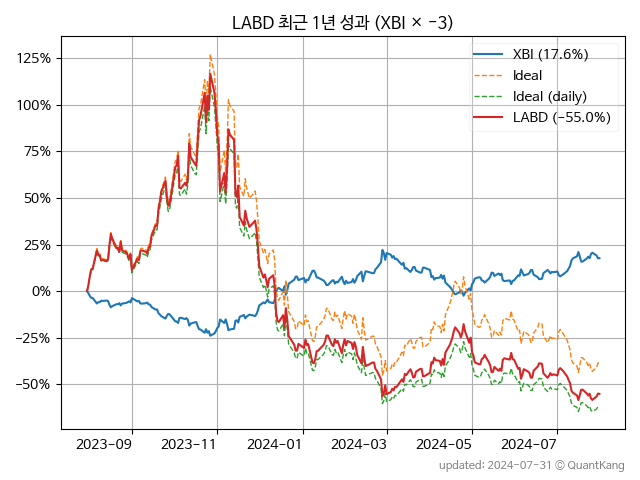 LABD 최근 1년 성과 (XBI × −3)
125%
100%
75%
50%
25%
0%
−25%
−50%
XBI (17.6%)
Ideal
Ideal (daily)
LABD (−55.0%)
2023−09
2023−11
2024−01
2024−03
2024−05
2024−07
updated: 2024−07−31 © QuantKang